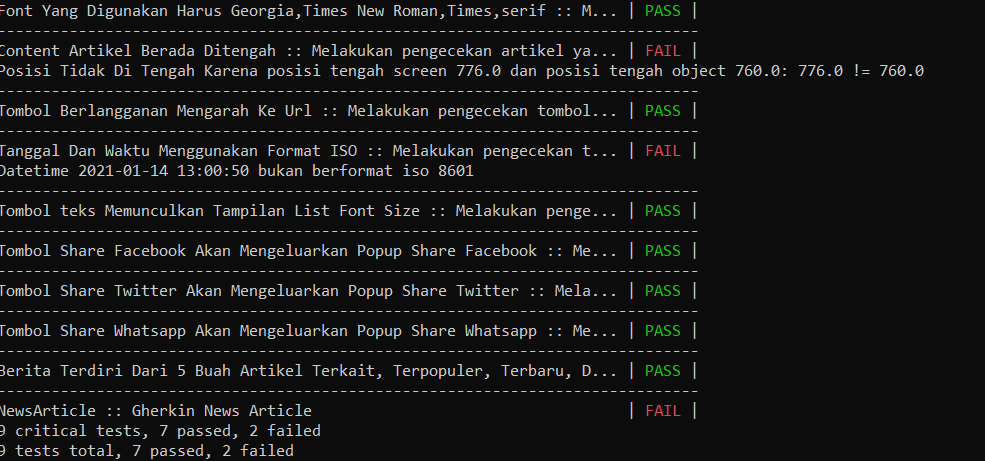 Font Yang Digunakan Harus Georgia,Times New Roman,Times,serif :: M... | PASS |
------------------------------------------------------------------------------
Content Artikel Berada Ditengah :: Melakukan pengecekan artikel ya... | FAIL |
Posisi Tidak Di Tengah Karena posisi tengah screen 776.0 dan posisi tengah object 760.0: 776.0 != 760.0
------------------------------------------------------------------------------
Tombol Berlangganan Mengarah Ke Url :: Melakukan pengecekan tombol... | PASS |
------------------------------------------------------------------------------
Tanggal Dan Waktu Menggunakan Format ISO :: Melakukan pengecekan t... | FAIL |
Datetime 2021-01-14 13:00:50 bukan berformat iso 8601
------------------------------------------------------------------------------
Tombol teks Memunculkan Tampilan List Font Size :: Melakukan penge... | PASS |
------------------------------------------------------------------------------
Tombol Share Facebook Akan Mengeluarkan Popup Share Facebook :: Me... | PASS |
------------------------------------------------------------------------------
Tombol Share Twitter Akan Mengeluarkan Popup Share Twitter :: Mela... | PASS |
------------------------------------------------------------------------------
Tombol Share Whatsapp Akan Mengeluarkan Popup Share Whatsapp :: Me... | PASS |
------------------------------------------------------------------------------
Berita Terdiri Dari 5 Buah Artikel Terkait, Terpopuler, Terbaru, D... | PASS |
------------------------------------------------------------------------------
NewsArticle :: Gherkin News Article | FAIL |
9 critical tests, 7 passed, 2 failed
9 tests total, 7 passed, 2 failed